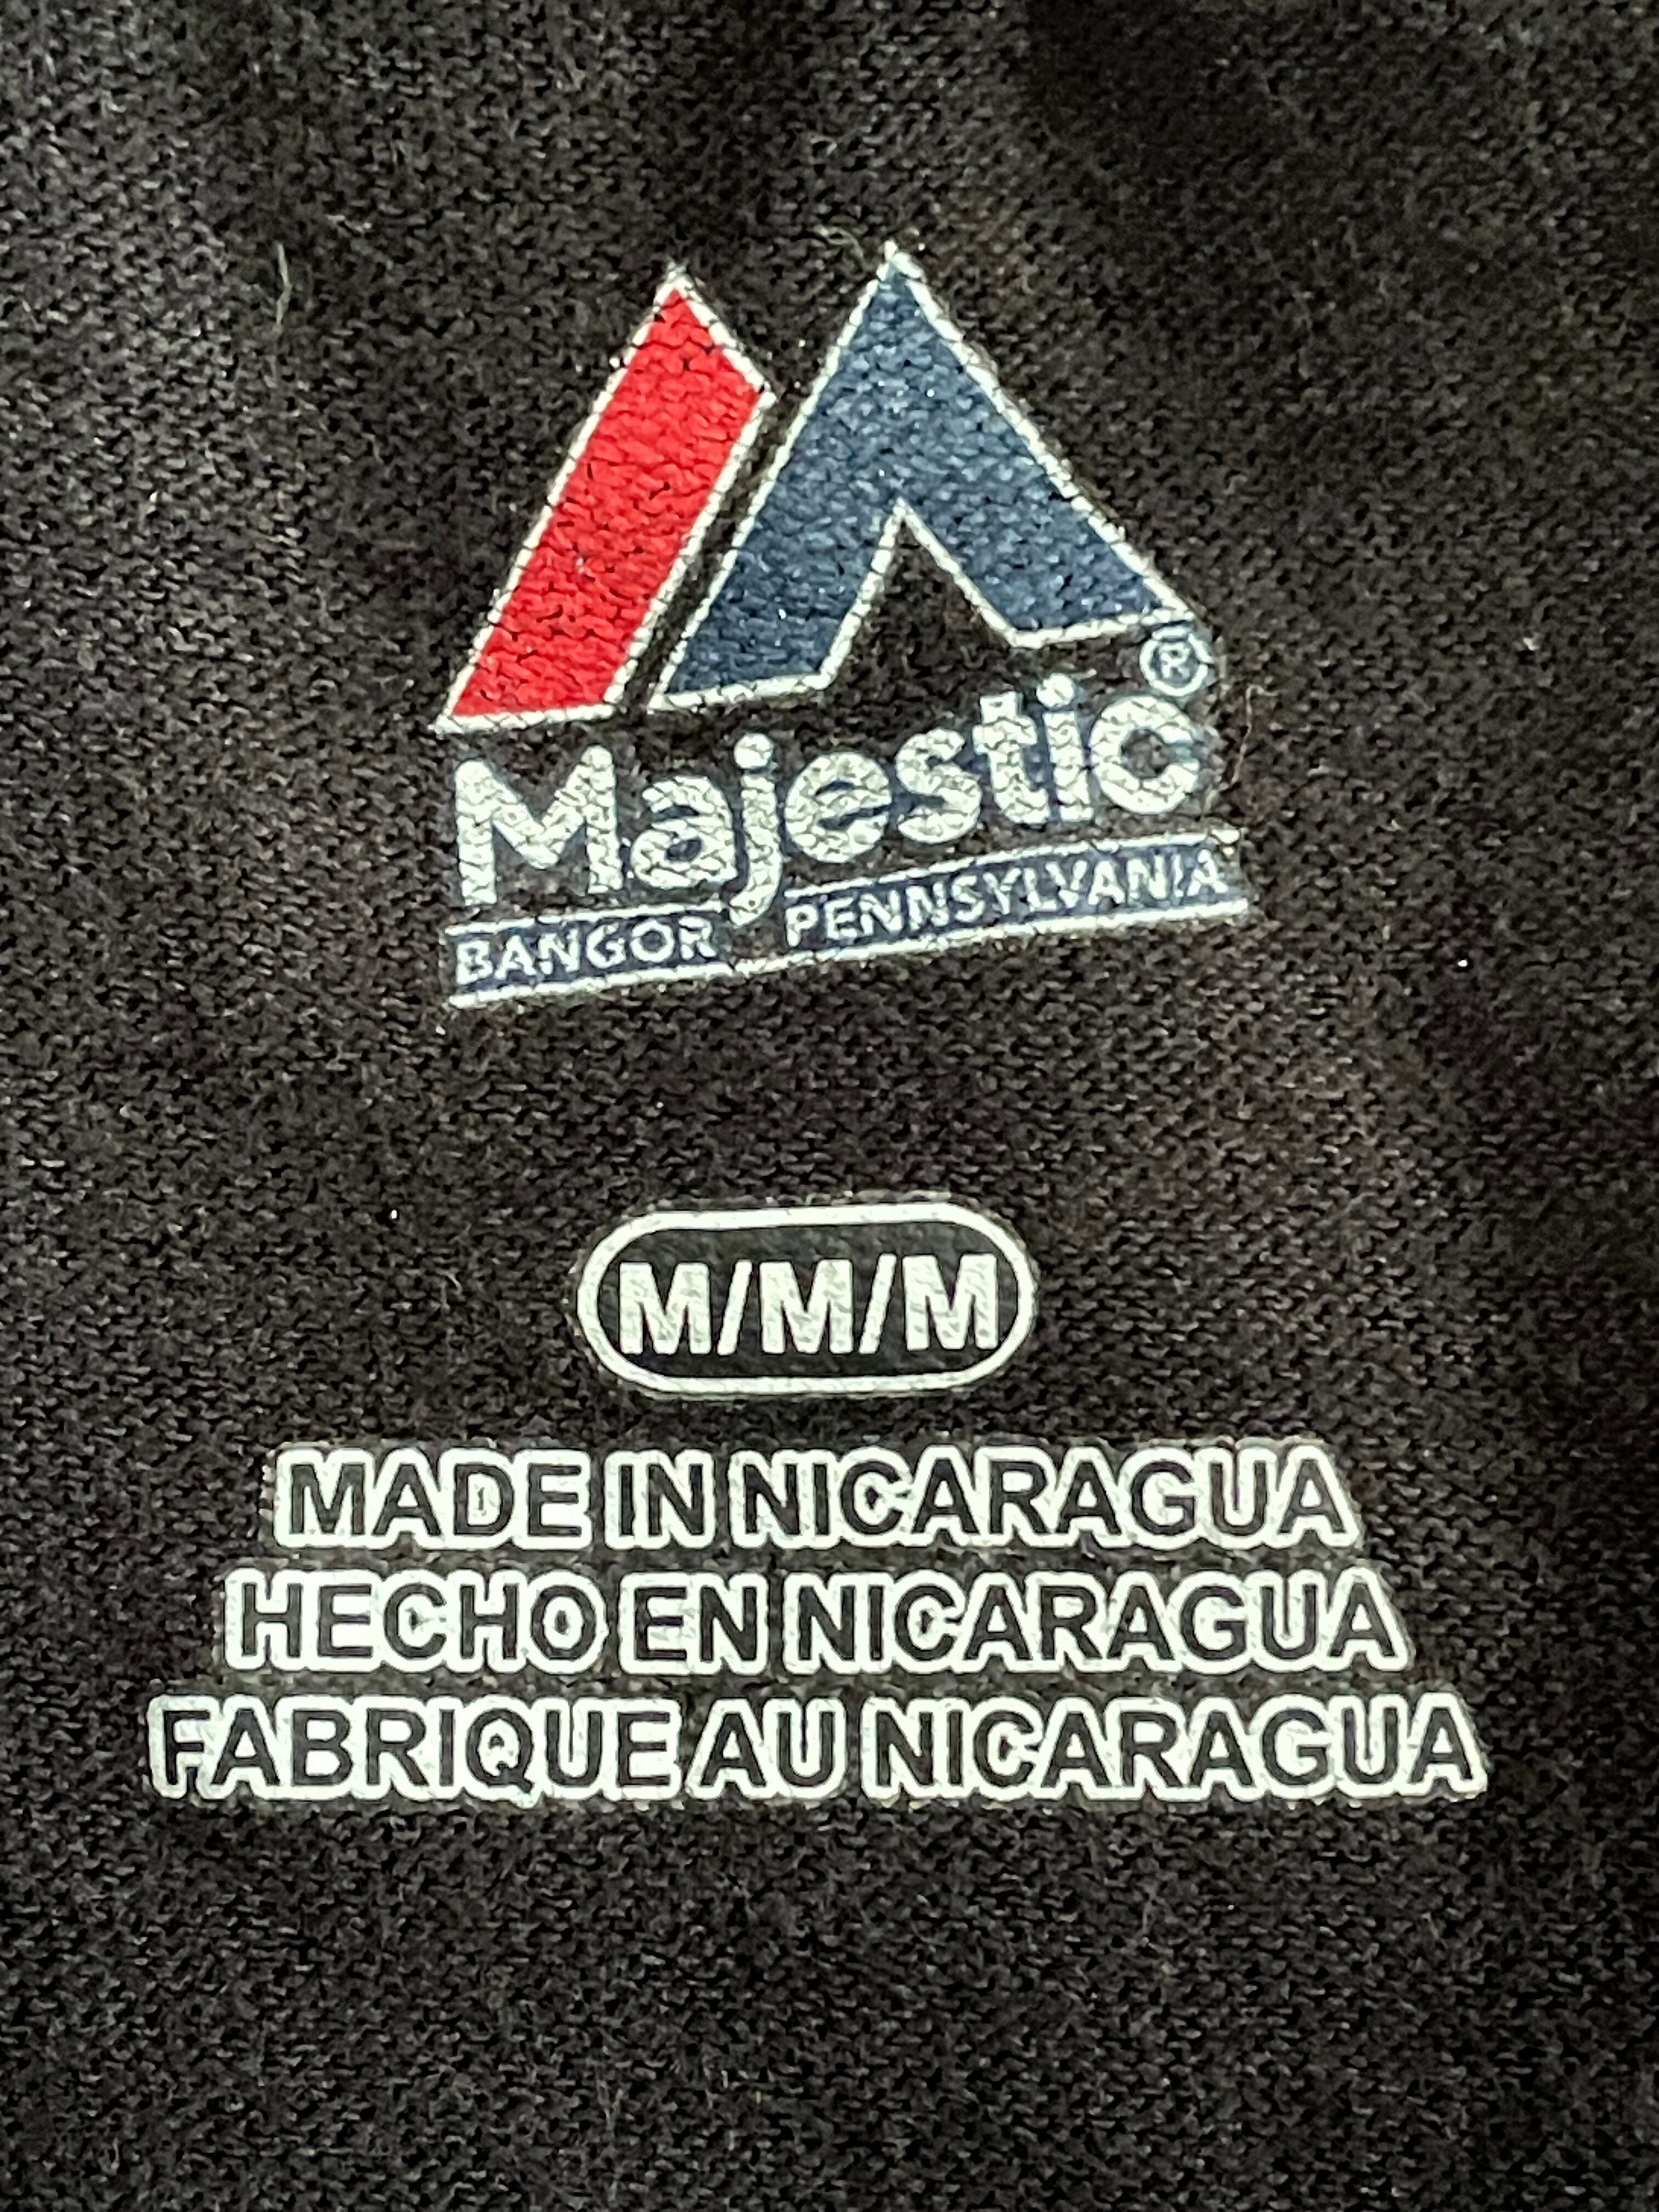 Majestic®
BANGOR PENNSYLVANIA
M/M/M
MADE IN NICARAGUA
HECHO EN NICARAGUA
FABRIQUE AU NICARAGUA